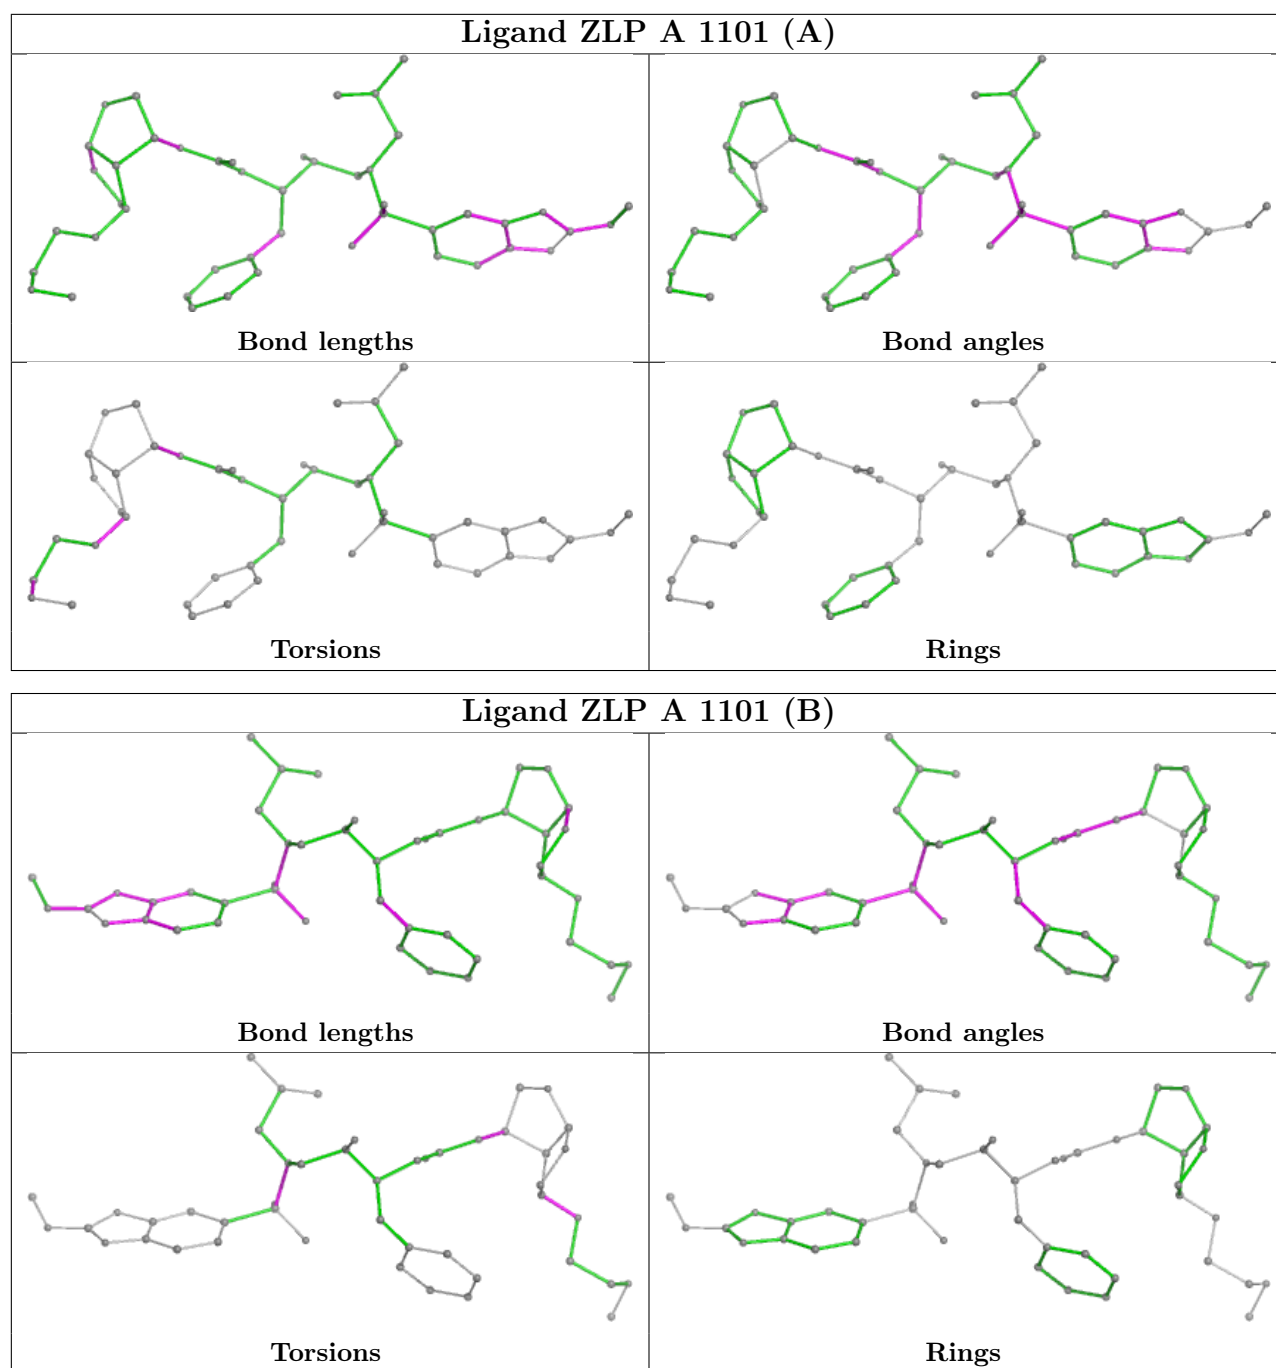 Ligand ZLP A 1101 (A)
Bond lengths
Bond angles
Torsions
Rings
Ligand ZLP A 1101 (B)
Bond lengths
Bond angles
Torsions
Rings